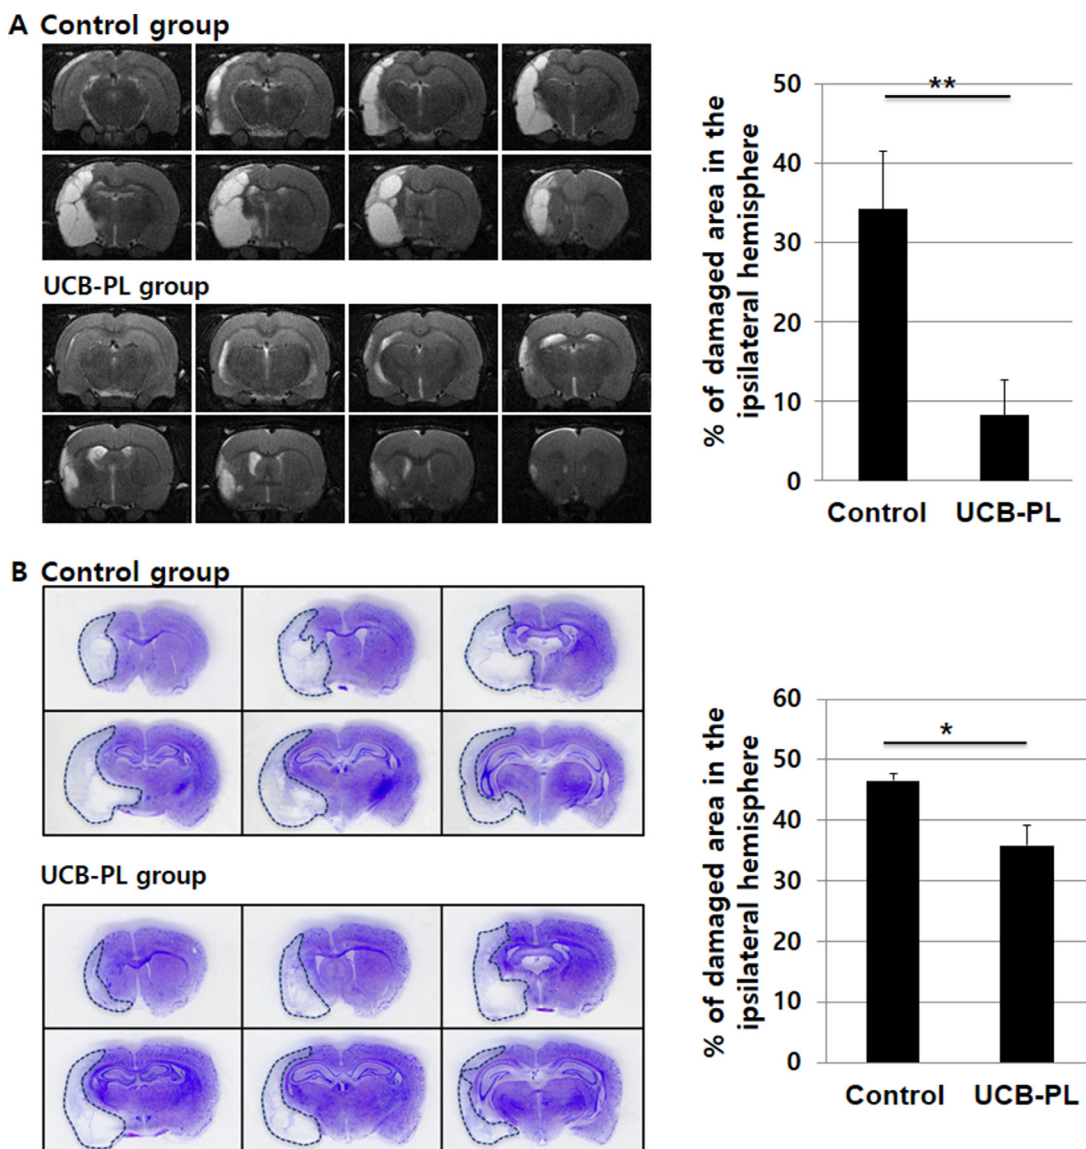 A Control group
UCB-PL group
% of damaged area in the
ipsilateral hemisphere
50
40
30
20
10
0
**
Control
UCB-PL
B Control group
UCB-PL group
% of damaged area in the
ipsilateral hemisphere
60
50
40
30
20
10
0
*
Control
UCB-PL